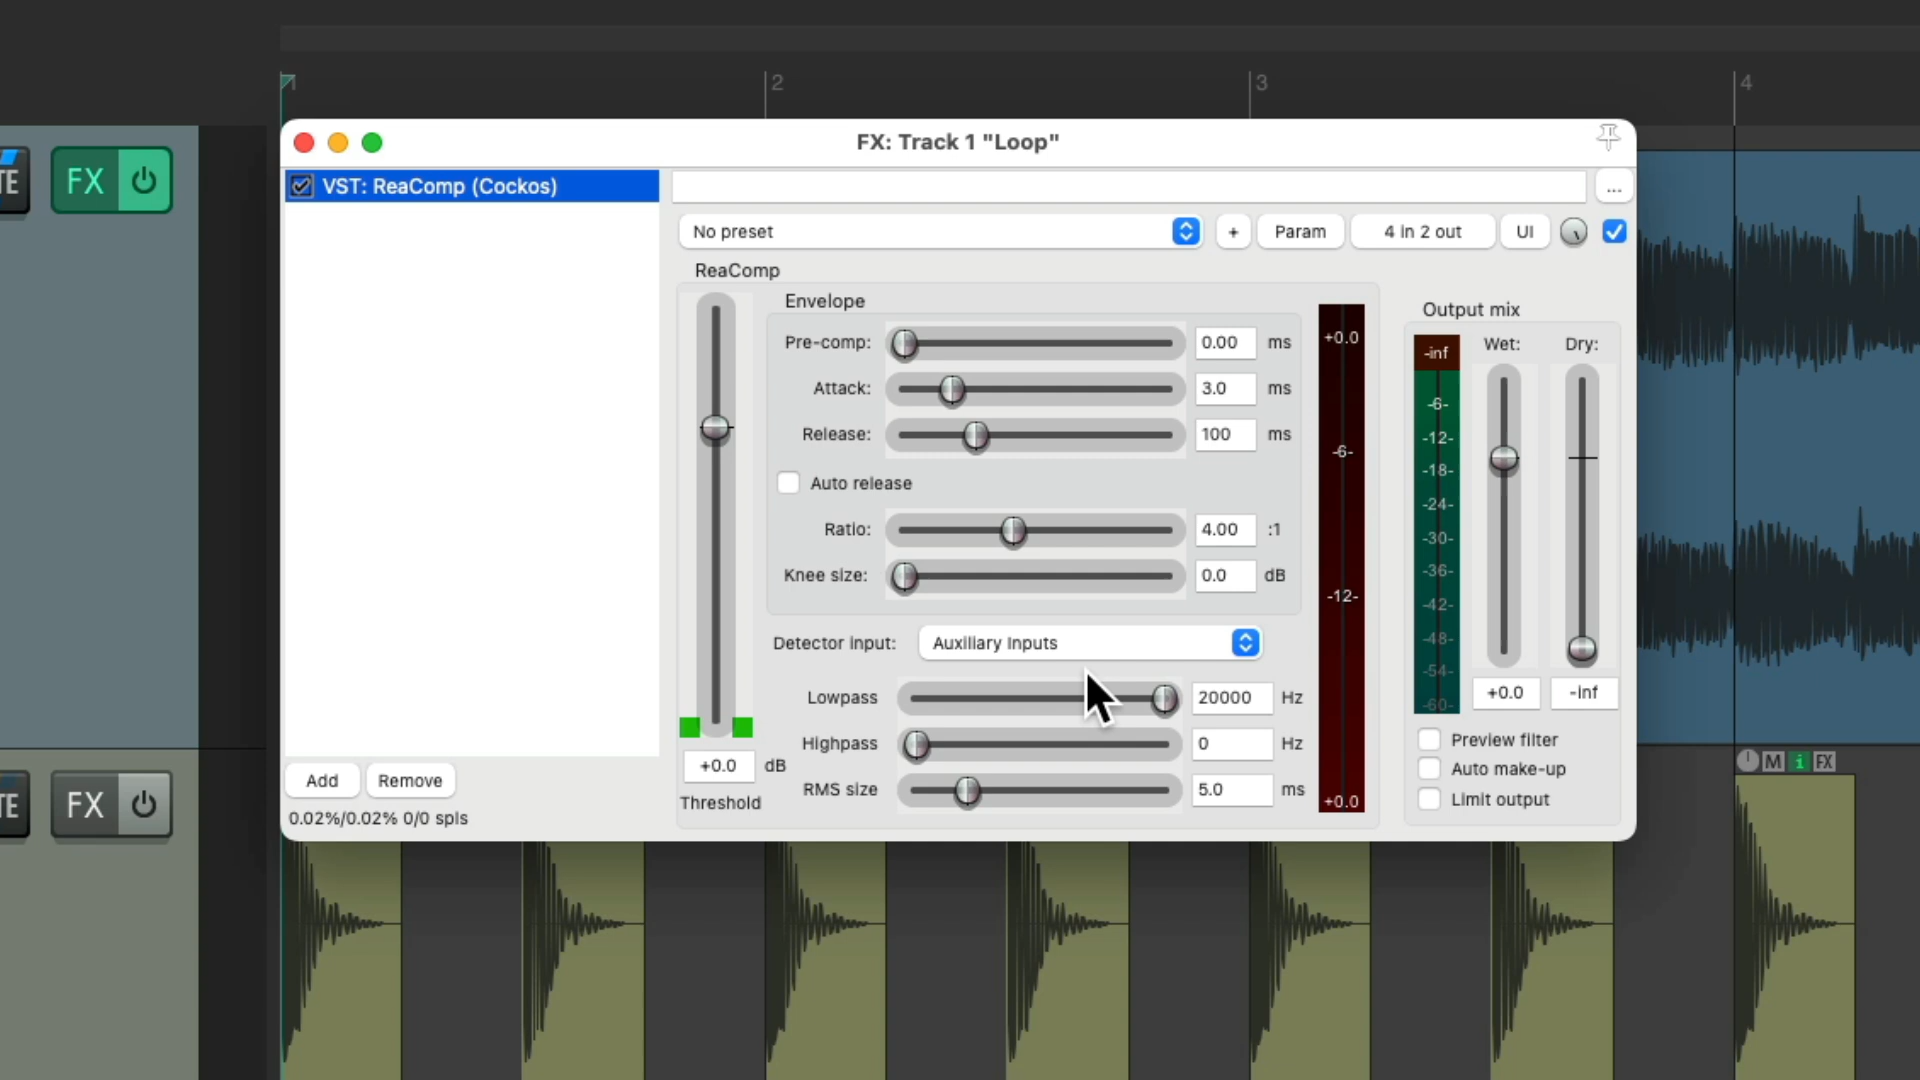 1
2
3
4
FX: Track 1 "Loop"
TE
FX
VST: ReaComp (Cockos)
...
No preset
+
Param
4 in 2 out
UI
ReaComp
Envelope
Pre-comp: 0.00 ms
Attack: 3.0 ms
Release: 100 ms
Auto release
Ratio: 4.00 :1
Knee size: 0.0 dB
Detector input: Auxiliary Inputs
Lowpass 20000 Hz
Highpass 0 Hz
RMS size 5.0 ms
+0.0 dB
Threshold
+0.0
-6-
-12-
+0.0
Output mix
-inf
-6-
-12-
-18-
-24-
-30-
-36-
-42-
-48-
-54-
-60-
Wet:
Dry:
+0.0
-inf
Preview filter
Auto make-up
Limit output
Add
Remove
0.02%/0.02% 0/0 spls
TE
FX
M i FX